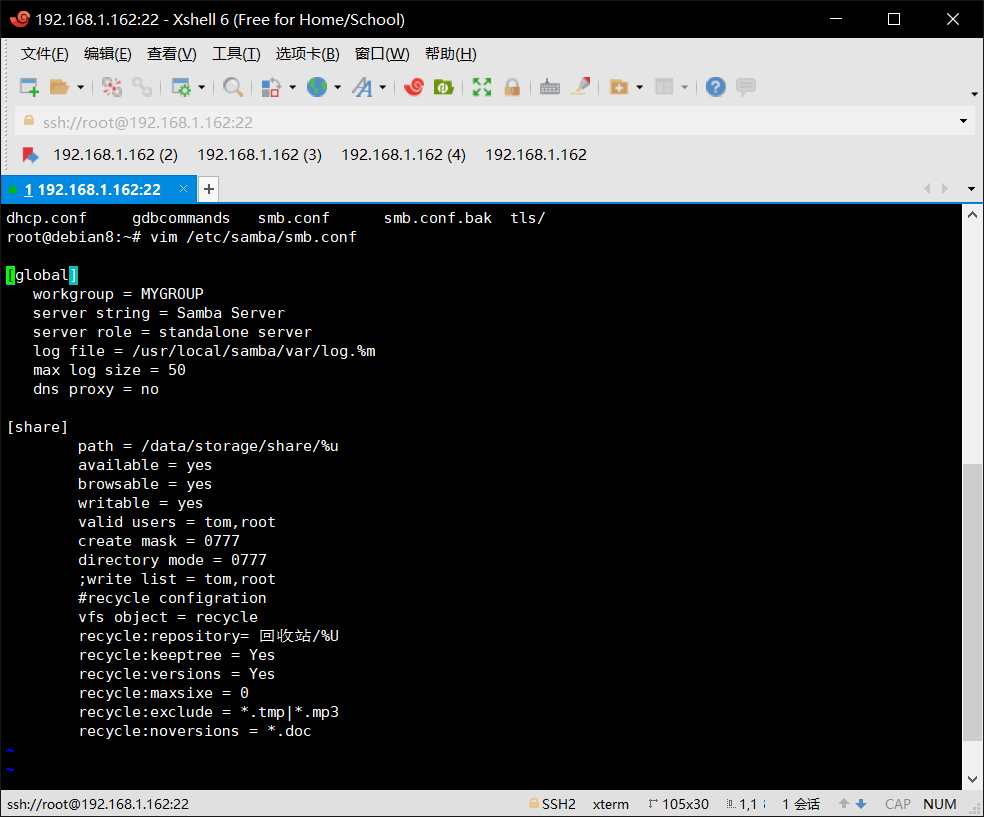 192.168.1.162:22 - Xshell 6 (Free for Home/School)
文件(F) 编辑(E) 查看(V) 工具(T) 选项卡(B) 窗口(W) 帮助(H)
ssh://root@192.168.1.162:22
192.168.1.162 (2) 192.168.1.162 (3) 192.168.1.162 (4) 192.168.1.162
1 192.168.1.162:22 × +
dhcp.conf gdbcommands smb.conf smb.conf.bak tls/
root@debian8:~# vim /etc/samba/smb.conf
[global]
workgroup = MYGROUP
server string = Samba Server
server role = standalone server
log file = /usr/local/samba/var/log.%m
max log size = 50
dns proxy = no
[share]
path = /data/storage/share/%u
available = yes
browsable = yes
writable = yes
valid users = tom,root
create mask = 0777
directory mode = 0777
;write list = tom,root
#recycle configration
vfs object = recycle
recycle:repository= 回收站/%U
recycle:keeptree = Yes
recycle:versions = Yes
recycle:maxsixe = 0
recycle:exclude = *.tmp|*.mp3
recycle:noversions = *.doc
~
~
ssh://root@192.168.1.162:22 SSH2 xterm 105x30 1,1 1 会话 CAP NUM